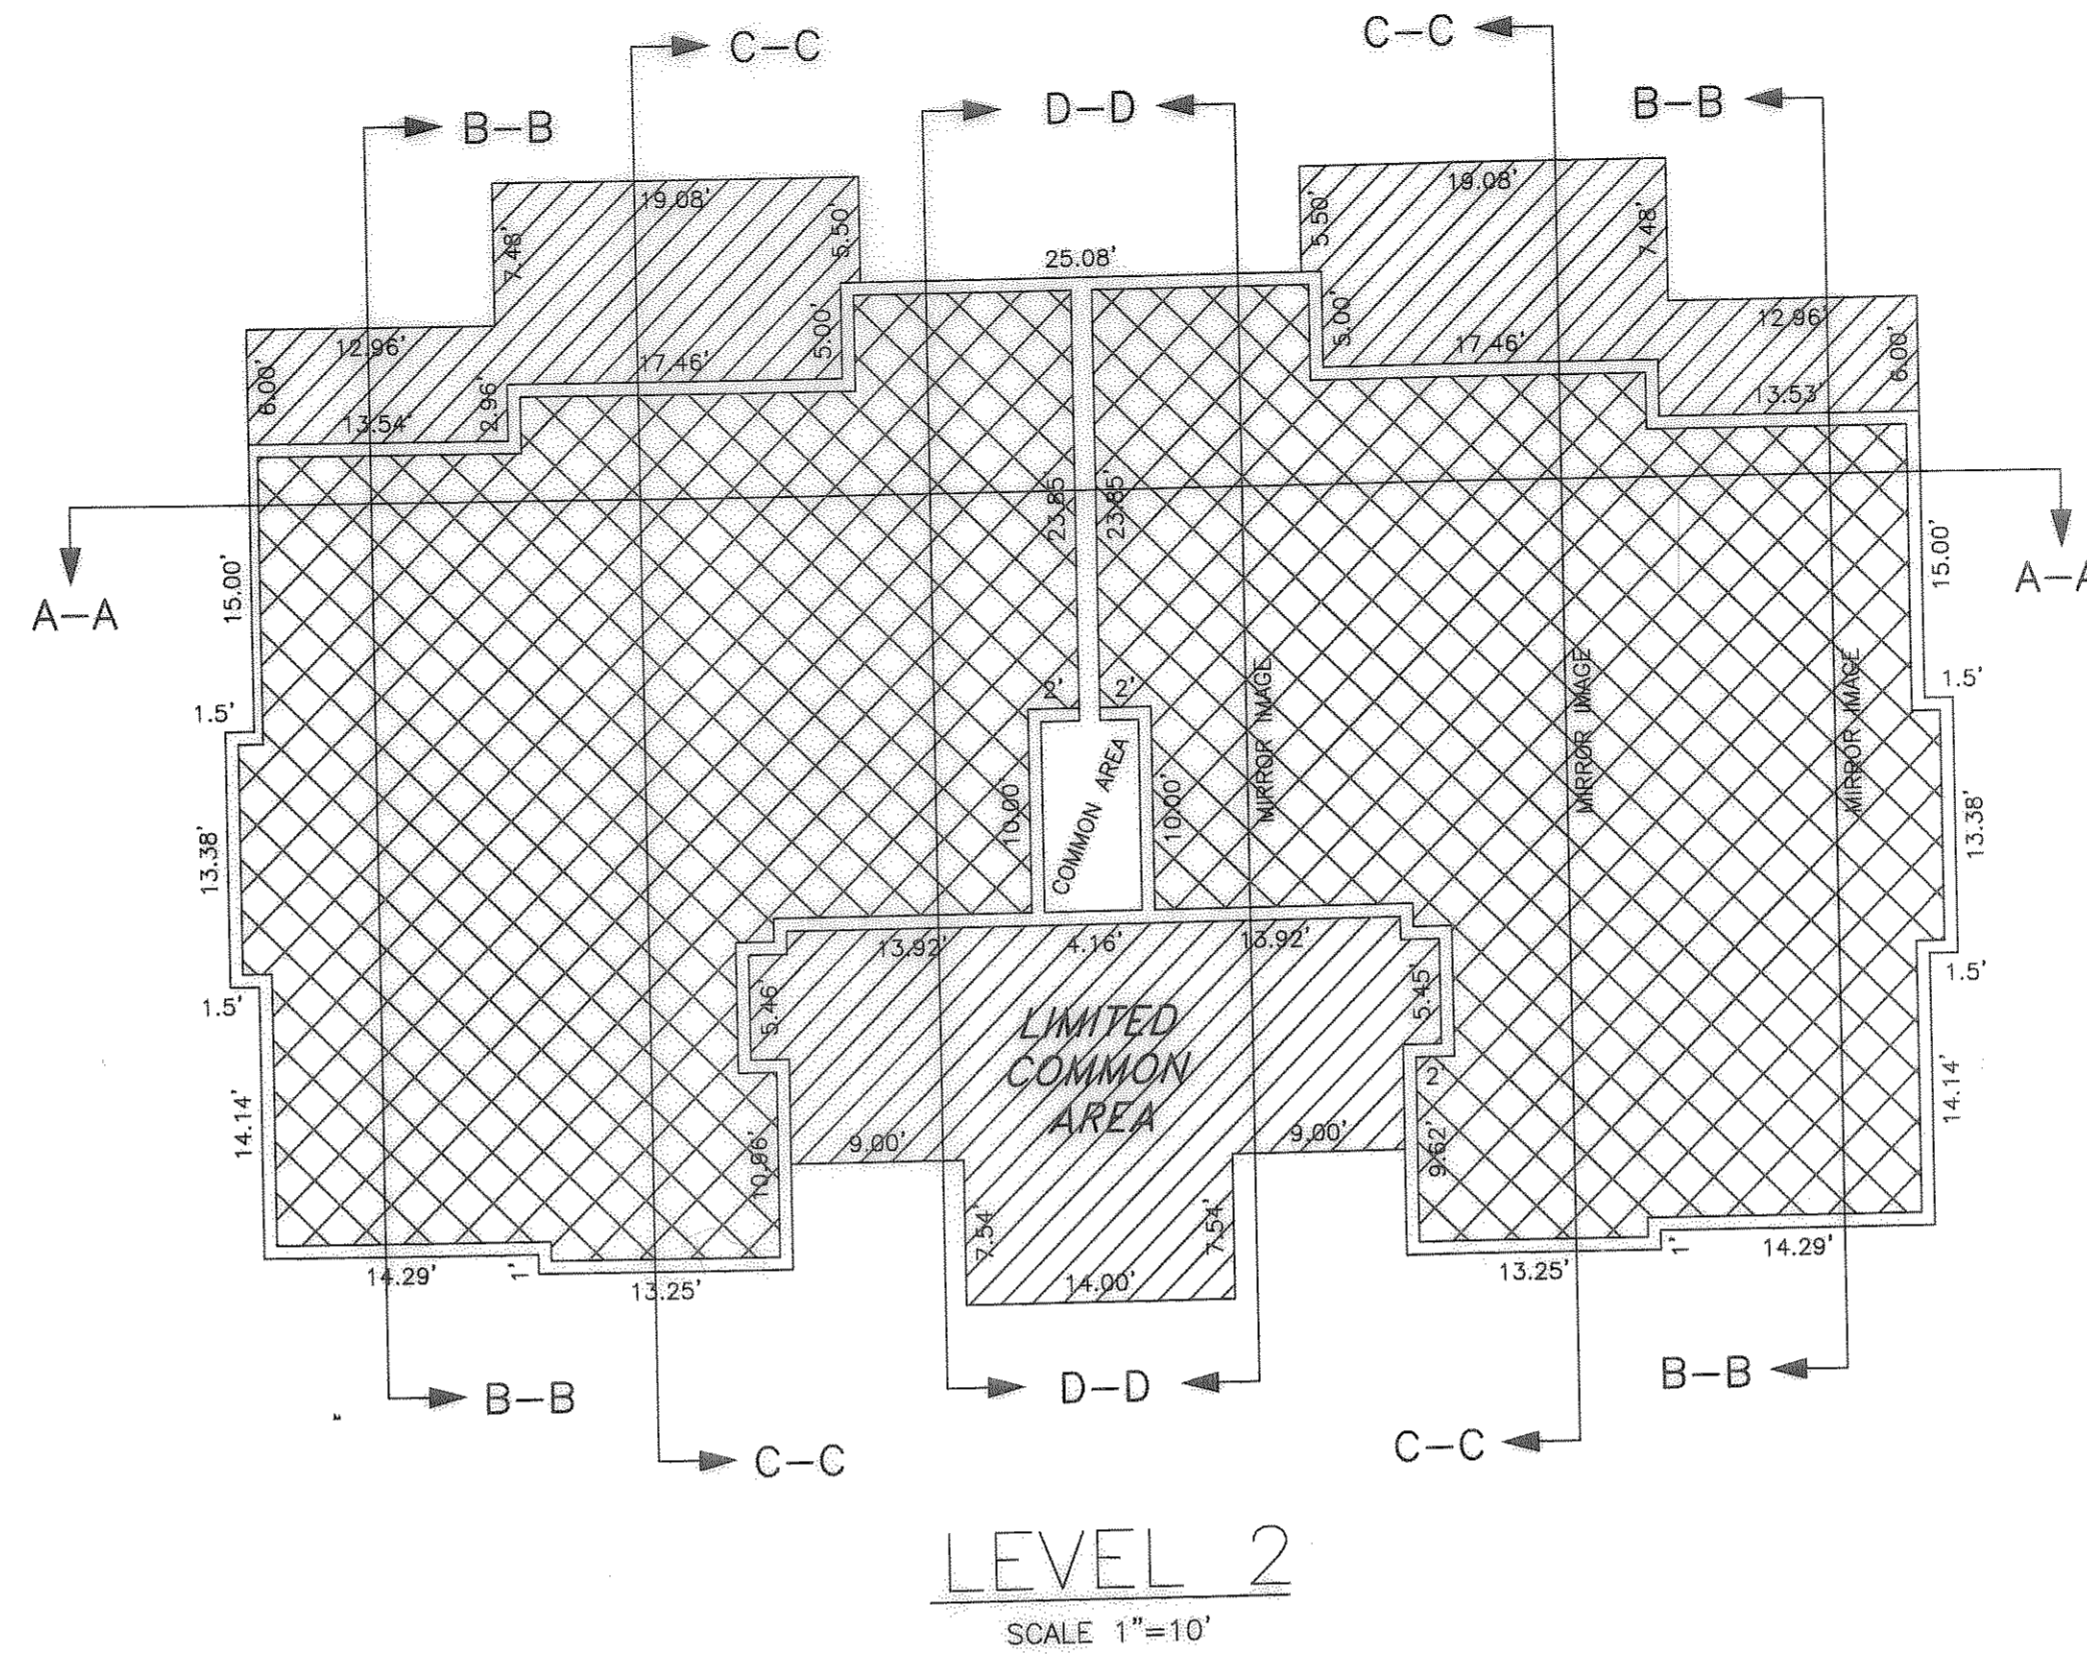 C-C
C-C
B-B
D-D
B-B
19.08'
19.08'
7.48'
5.50'
5.50'
7.48'
25.08'
12.96'
6.00'
13.54'
2.96'
17.46'
5.00'
5.00'
17.46'
12.96'
6.00'
13.53'
A-A
A-A
15.00'
23.85'
23.85'
15.00'
1.5'
2'
2'
1.5'
MIRROR IMAGE
MIRROR IMAGE
MIRROR IMAGE
13.38'
10.00'
COMMON AREA
10.00'
13.38'
13.92'
4.16'
13.92'
1.5'
5.46'
5.45'
1.5'
LIMITED
COMMON
AREA
2'
14.14'
10.96'
9.00'
9.00'
9.62'
14.14'
7.54'
7.54'
14.29'
1'
13.25'
14.00'
13.25'
1'
14.29'
B-B
D-D
B-B
C-C
C-C
LEVEL 2
SCALE 1"=10'